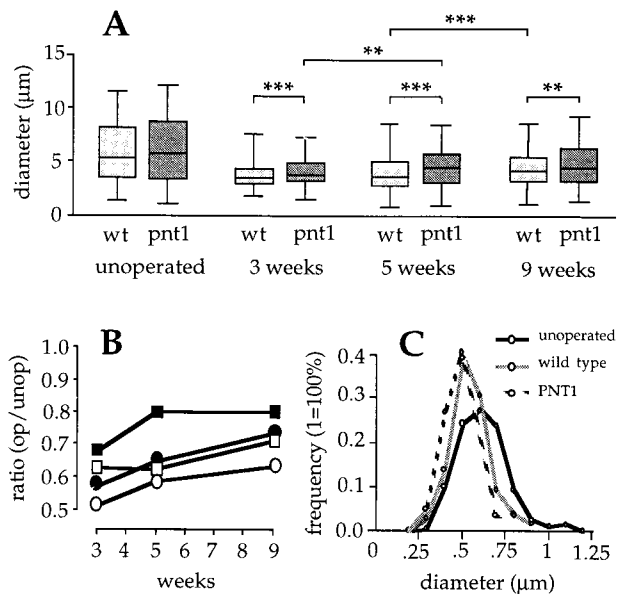 A
***
**
***
***
**
15
10
5
0
diameter (µm)
wt pnt1 wt pnt1 wt pnt1 wt pnt1
unoperated 3 weeks 5 weeks 9 weeks
B
1.0
0.9
0.8
0.7
0.6
0.5
ratio (op/unop)
3 4 5 6 7 8 9
weeks
C
unoperated
wild type
PNT1
0.4
0.3
0.2
0.1
0.0
frequency (1=100%)
0 .25 .5 .75 1 1.25
diameter (µm)